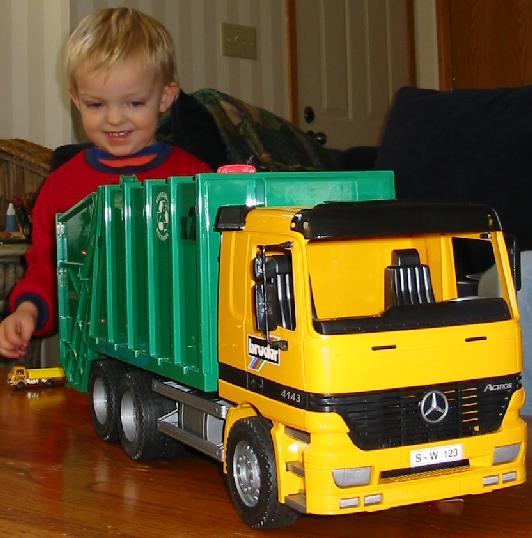 bruder
4143
ACTROS
S - W 123